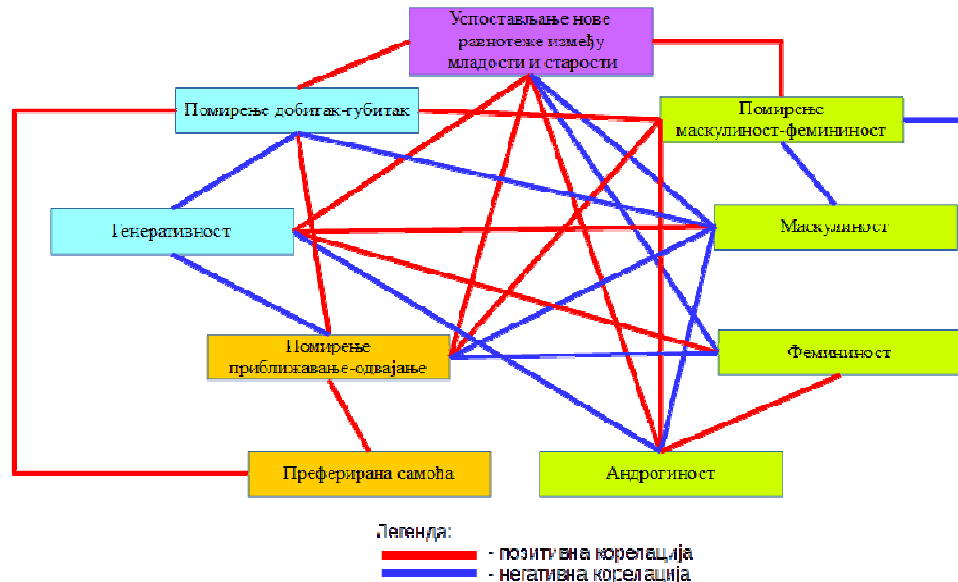 Успостављање нове
равнотеже између
младости и старости
Помирење добитак-губитак
Помирење
маскулиност-фемининост
Генеративност
Маскулиност
Помирење
приближавање-одвајање
Фемининост
Преферирана самоћа
Андрогиност
Легенда:
- позитивна корелација
- негативна корелација